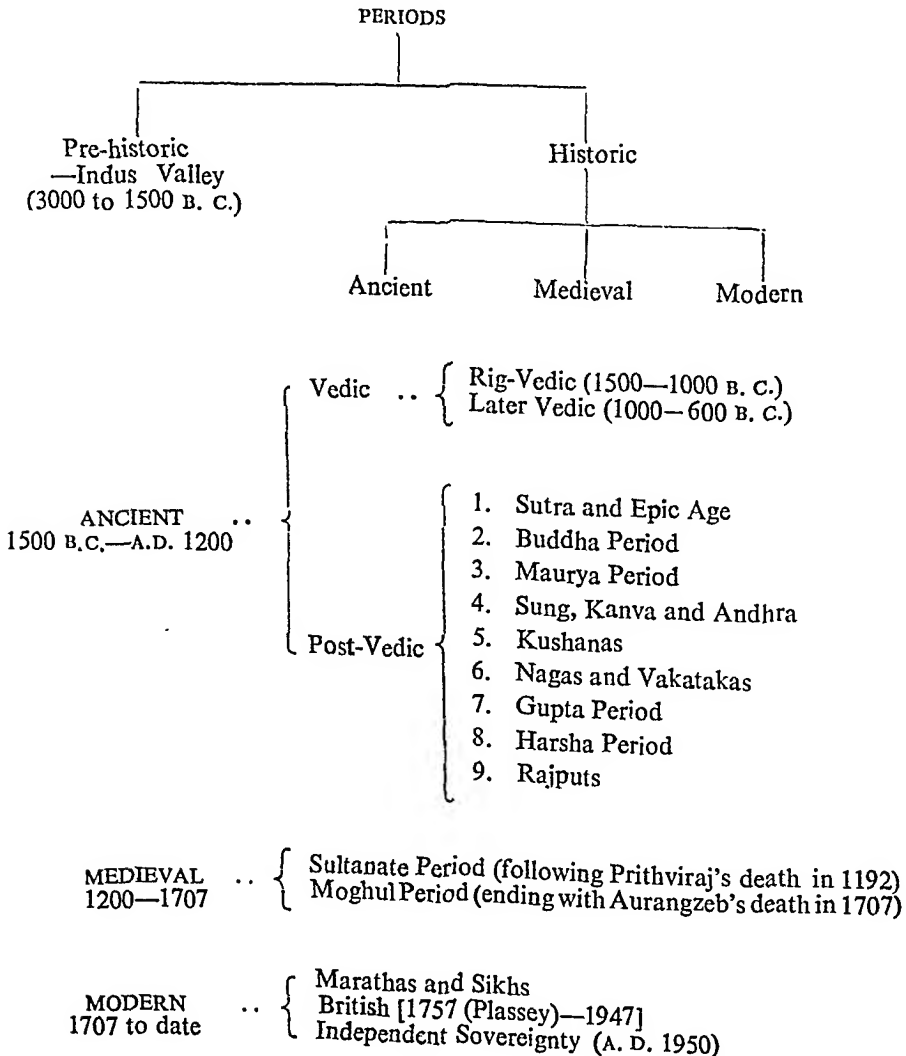 PERIODS
Pre-historic
—Indus Valley
(3000 to 1500 B. C.)
Historic
Ancient Medieval Modern
Vedic .. Rig-Vedic (1500—1000 B. C.)
Later Vedic (1000—600 B. C.)
ANCIENT ..
1500 B.C.—A.D. 1200
Post-Vedic
1. Sutra and Epic Age
2. Buddha Period
3. Maurya Period
4. Sung, Kanva and Andhra
5. Kushanas
6. Nagas and Vakatakas
7. Gupta Period
8. Harsha Period
9. Rajputs
MEDIEVAL ..
1200—1707
Sultanate Period (following Prithviraj's death in 1192)
Moghul Period (ending with Aurangzeb's death in 1707)
MODERN ..
1707 to date
Marathas and Sikhs
British [1757 (Plassey)—1947]
Independent Sovereignty (A. D. 1950)